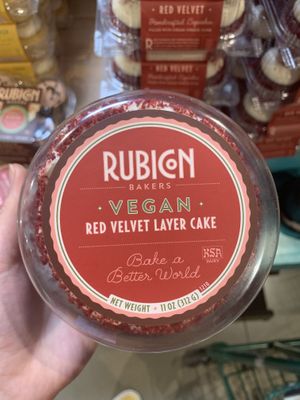 RED VELVET
Handcrafted Cupcakes
RED VELVET
Handcrafted Cupcakes
RUBICON
RUBICON
BAKERS
• VEGAN •
RED VELVET LAYER CAKE
Bake a
Better World
KSA
DAIRY
NET WEIGHT • 11 OZ (312 G)